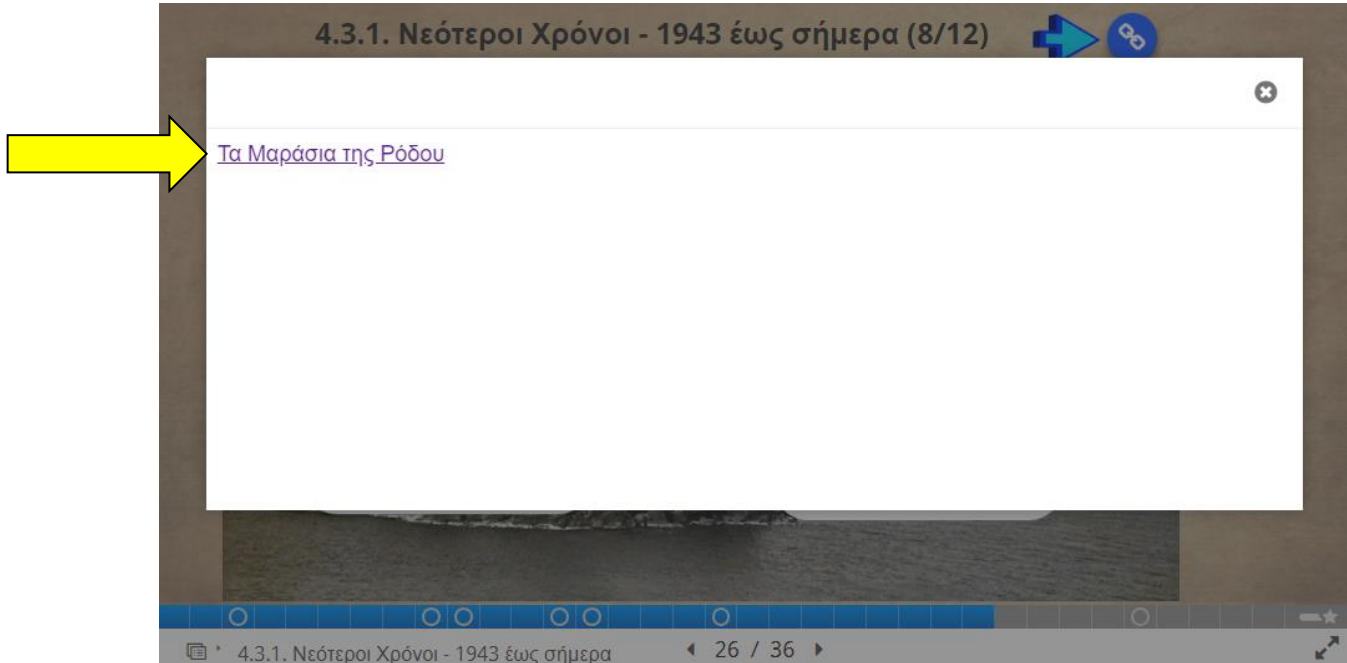 4.3.1. Νεότεροι Χρόνοι - 1943 έως σήμερα (8/12)
Τα Μαράσια της Ρόδου
4.3.1. Νεότεροι Χρόνοι - 1943 έως σήμερα
26 / 36